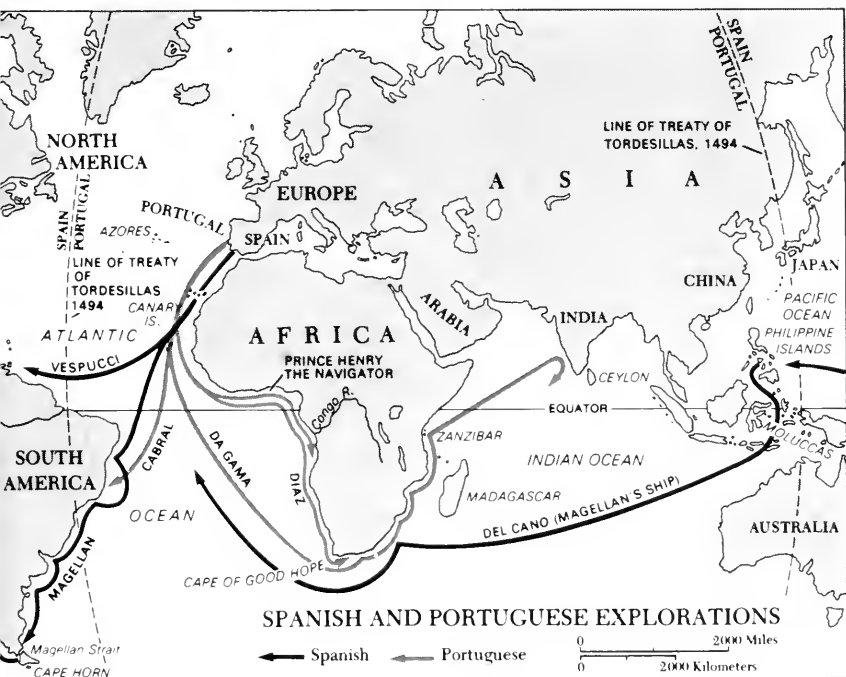 SPAIN
PORTUGAL
NORTH
AMERICA
LINE OF TREATY OF
TORDESILLAS, 1494
A S I A
EUROPE
PORTUGAL
SPAIN
AZORES
SPAIN
PORTUGAL
LINE OF TREATY
OF
TORDESILLAS
1494
CANARY
IS.
ATLANTIC
VESPUCCI
AFRICA
ARABIA
INDIA
CHINA
JAPAN
PACIFIC
OCEAN
PHILIPPINE
ISLANDS
PRINCE HENRY
THE NAVIGATOR
CEYLON
EQUATOR
Congo R.
ZANZIBAR
MOLUCCAS
SOUTH
AMERICA
CABRAL
DA GAMA
DIAZ
INDIAN OCEAN
MADAGASCAR
OCEAN
DEL CANO (MAGELLAN'S SHIP)
AUSTRALIA
MAGELLAN
CAPE OF GOOD HOPE
SPANISH AND PORTUGUESE EXPLORATIONS
Magellan Strait
CAPE HORN
Spanish
Portuguese
0 2000 Miles
0 2000 Kilometers